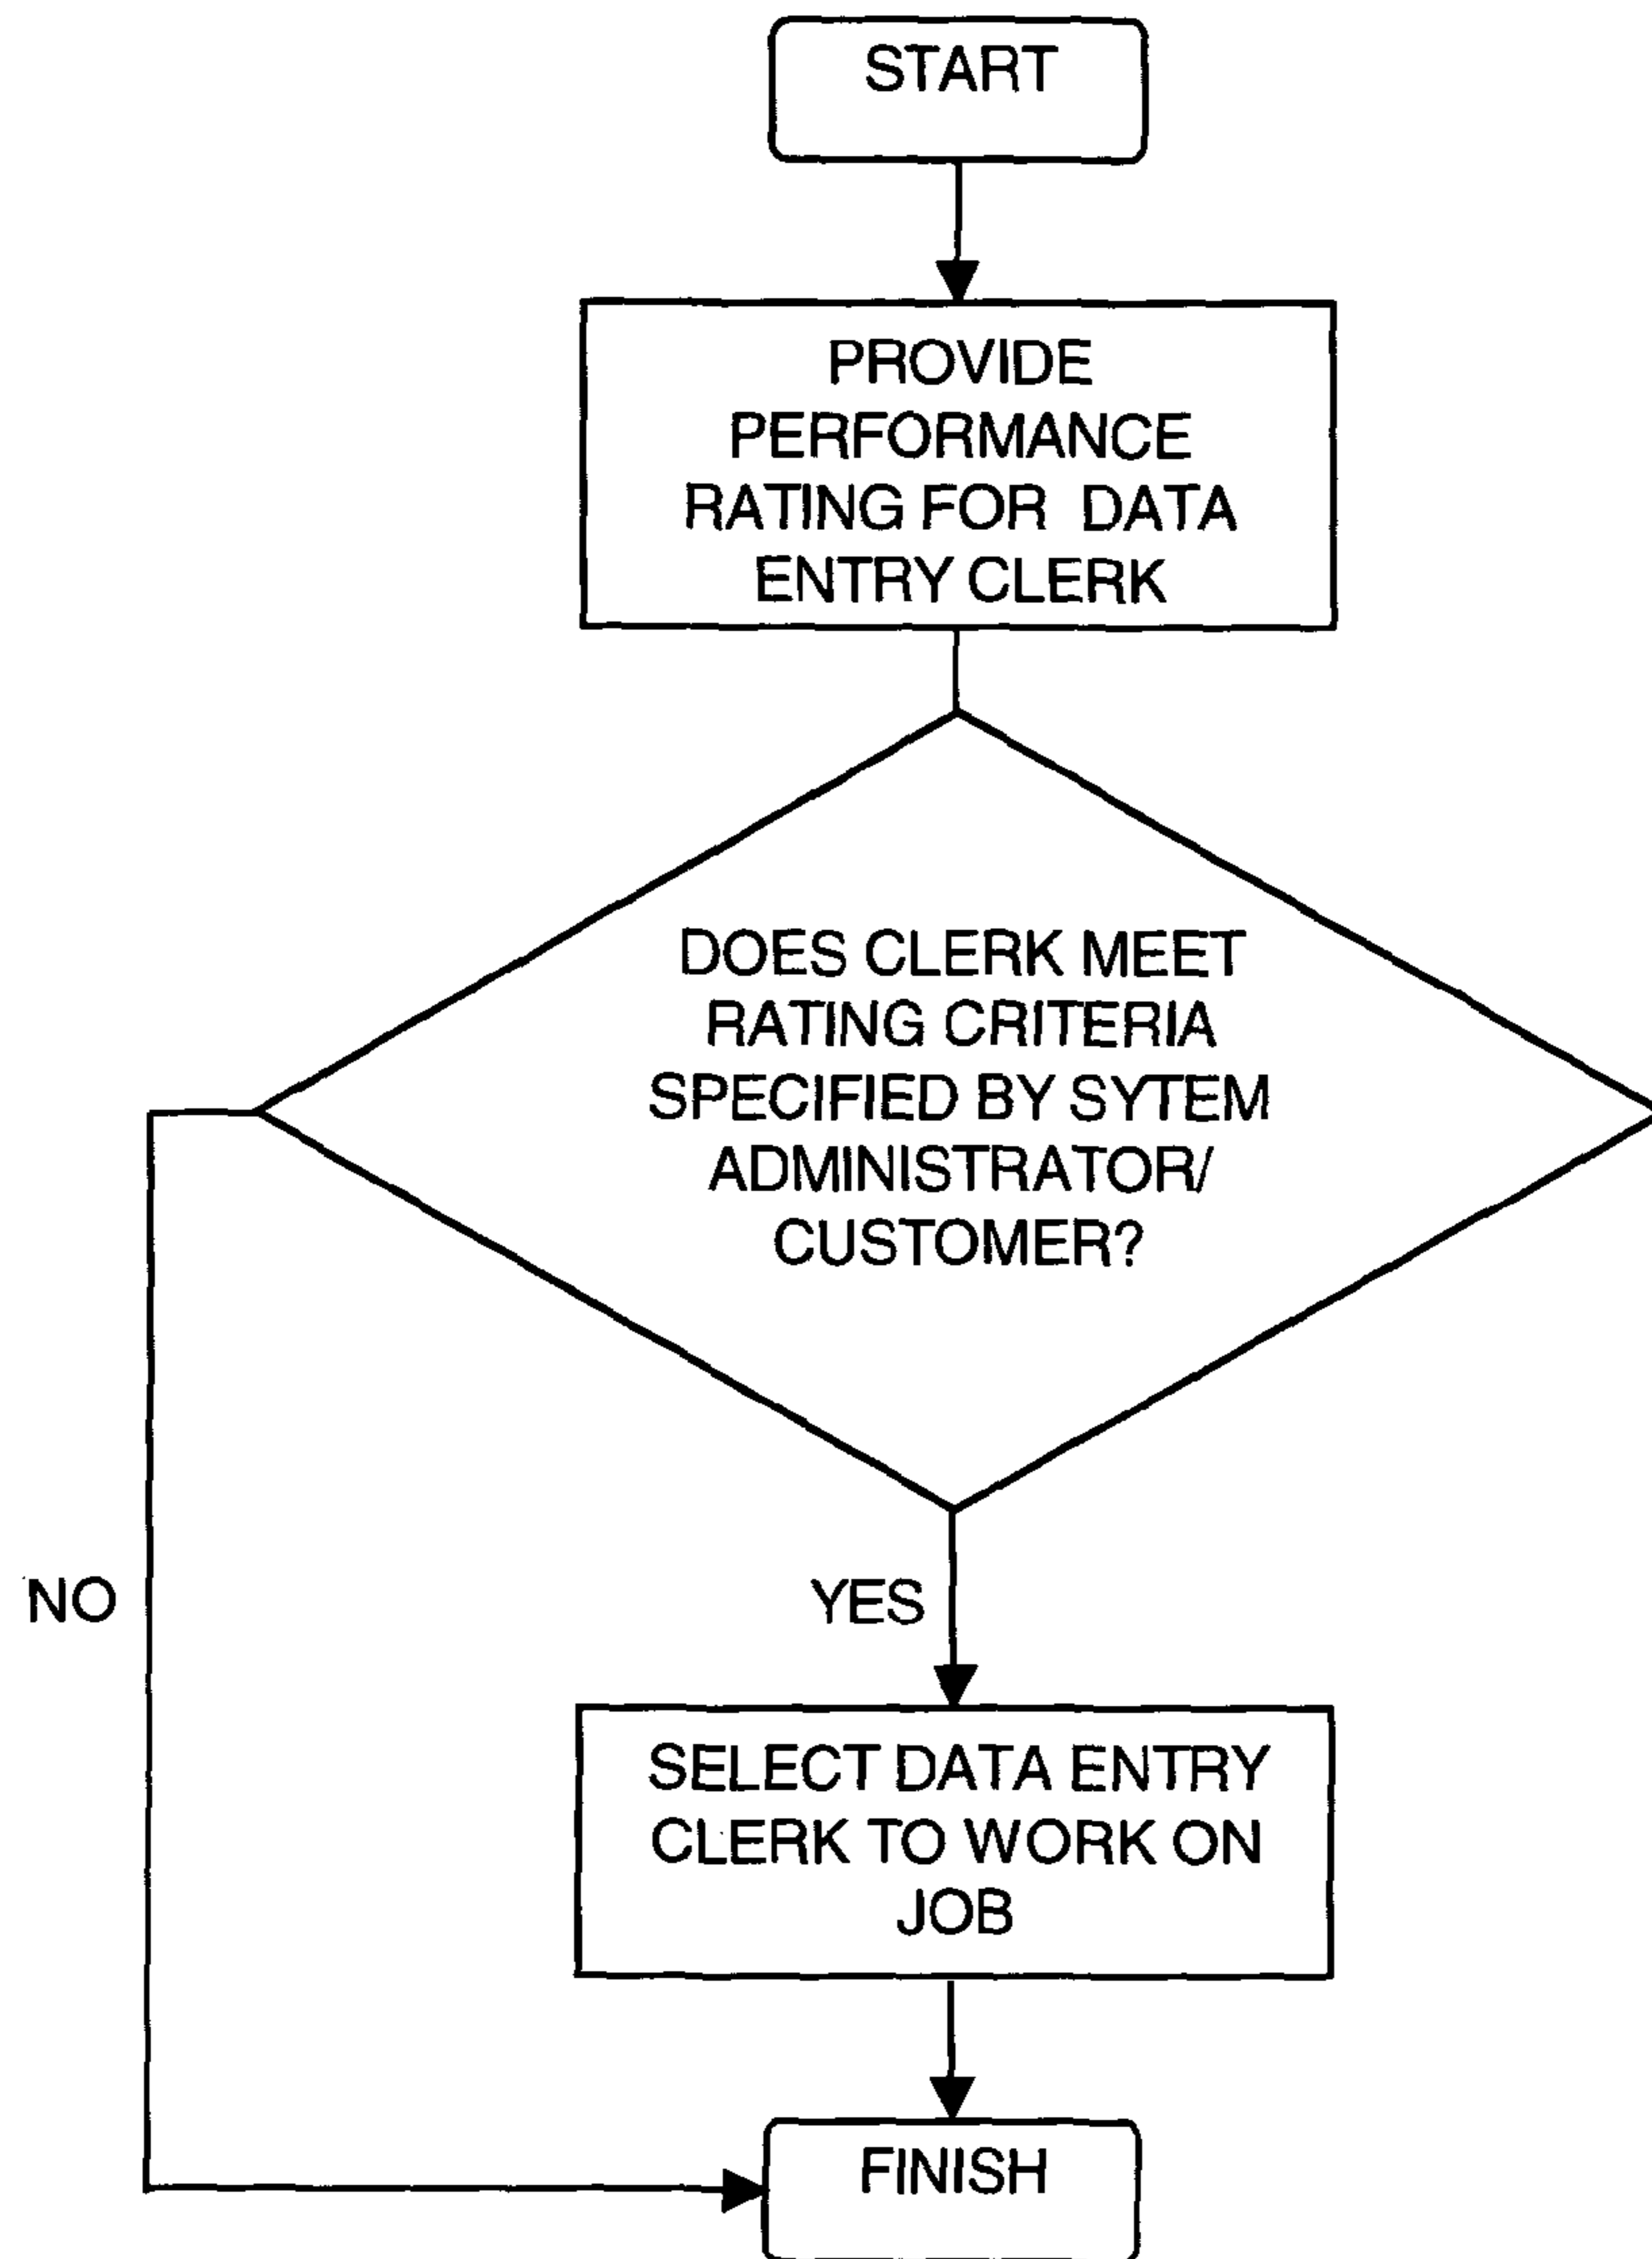 START
PROVIDE
PERFORMANCE
RATING FOR DATA
ENTRY CLERK
DOES CLERK MEET
RATING CRITERIA
SPECIFIED BY SYTEM
ADMINISTRATOR/
CUSTOMER?
NO
YES
SELECT DATA ENTRY
CLERK TO WORK ON
JOB
FINISH